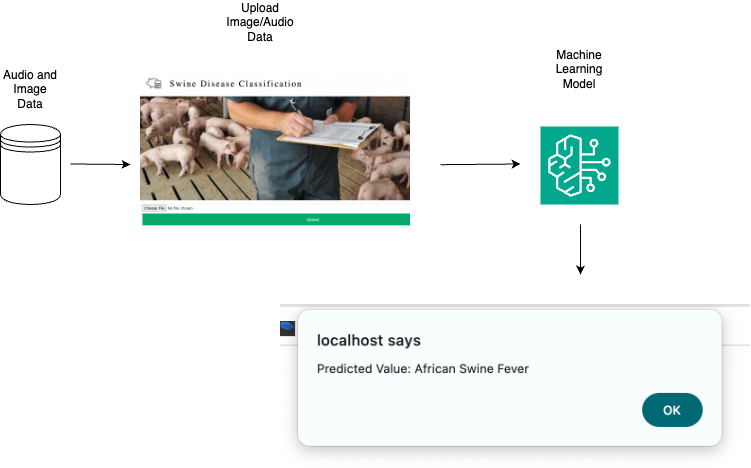 Upload
Image/Audio
Data
Audio and
Image
Data
Swine Disease Classification
Choose File No file chosen
Upload
Machine
Learning
Model
localhost says
Predicted Value: African Swine Fever
OK